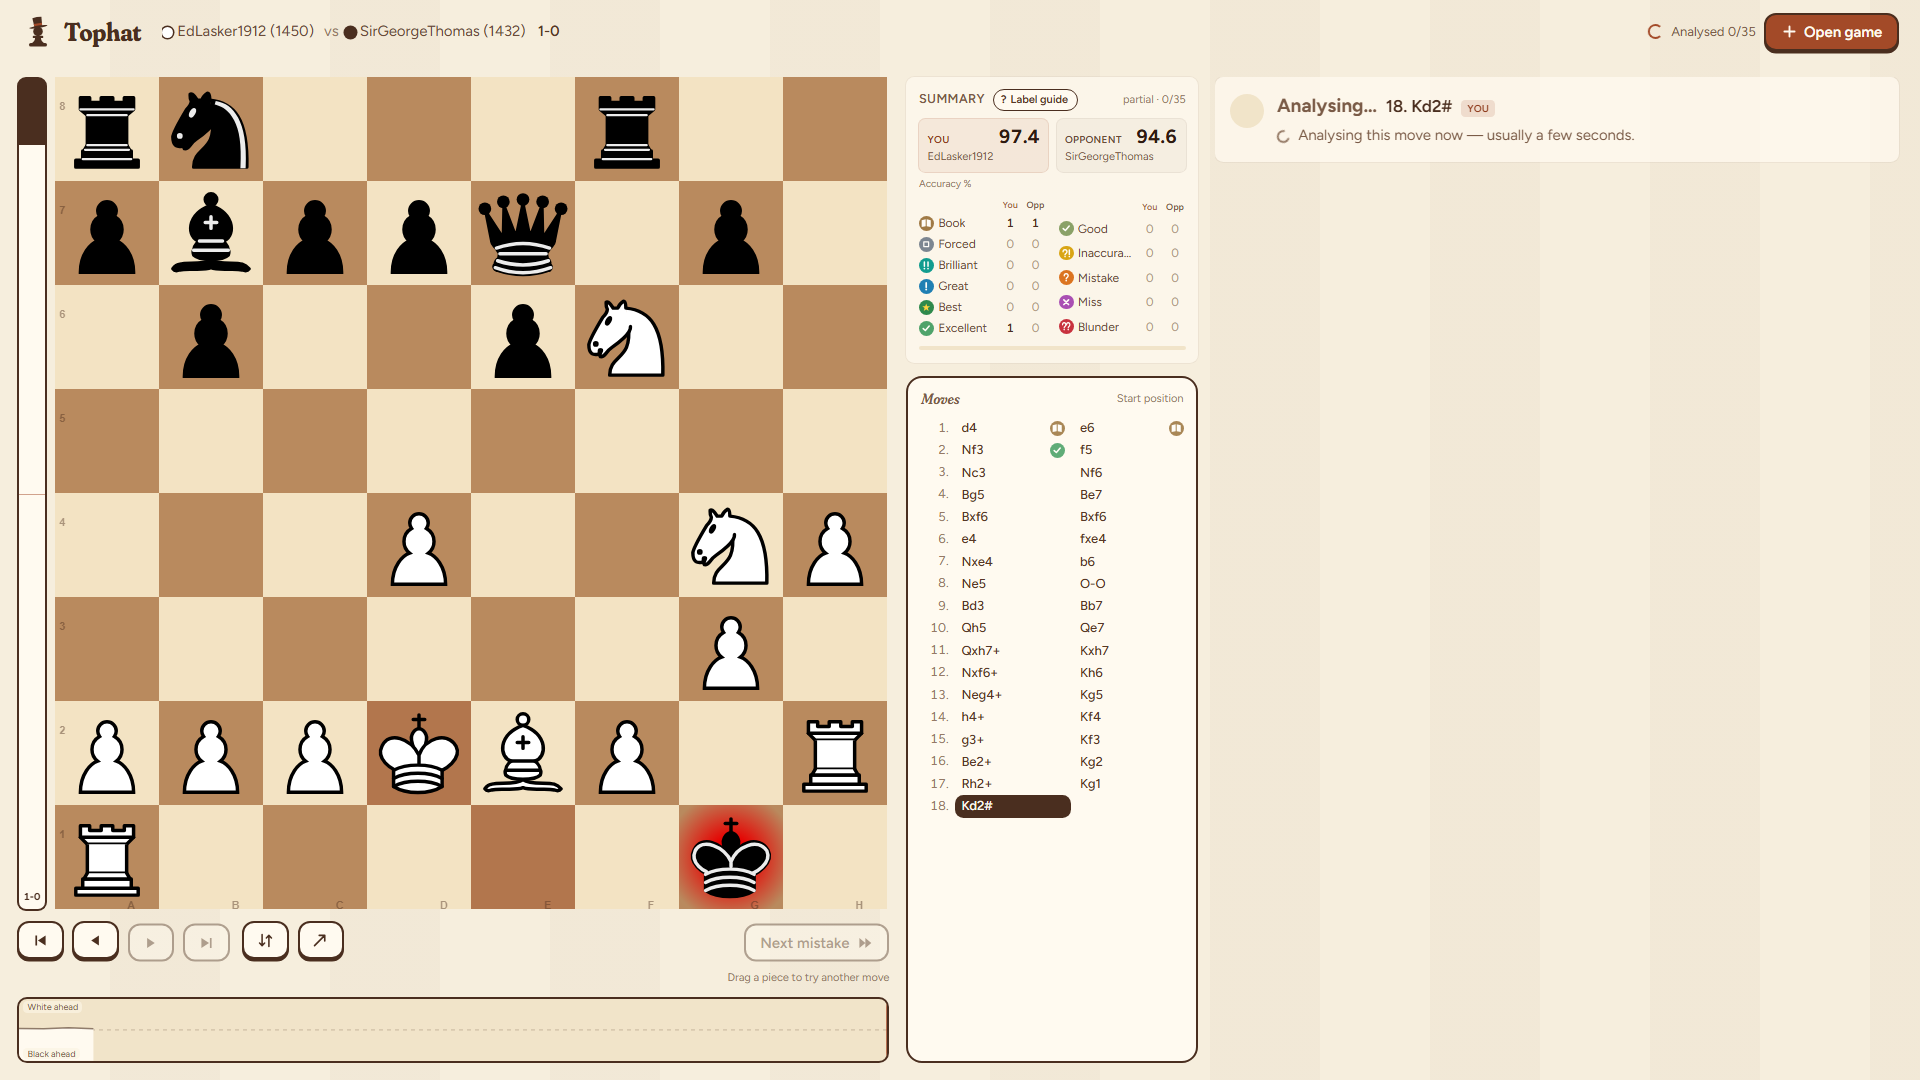 Tophat
EdLasker1912 (1450) vs SirGeorgeThomas (1432) 1-0
Analysed 0/35
Open game
8
7
6
5
4
3
2
1
A B C D E F G H
1-0
Next mistake
Drag a piece to try another move
White ahead
Black ahead
SUMMARY ? Label guide partial · 0/35
YOU 97.4
EdLasker1912
OPPONENT 94.6
SirGeorgeThomas
Accuracy %
You Opp
Book 1 1
Forced 0 0
!! Brilliant 0 0
! Great 0 0
Best 0 0
Excellent 1 0
You Opp
Good 0 0
?! Inaccura... 0 0
? Mistake 0 0
Miss 0 0
?? Blunder 0 0
Moves Start position
1. d4 e6
2. Nf3 f5
3. Nc3 Nf6
4. Bg5 Be7
5. Bxf6 Bxf6
6. e4 fxe4
7. Nxe4 b6
8. Ne5 O-O
9. Bd3 Bb7
10. Qh5 Qe7
11. Qxh7+ Kxh7
12. Nxf6+ Kh6
13. Neg4+ Kg5
14. h4+ Kf4
15. g3+ Kf3
16. Be2+ Kg2
17. Rh2+ Kg1
18. Kd2#
Analysing... 18. Kd2# YOU
Analysing this move now — usually a few seconds.